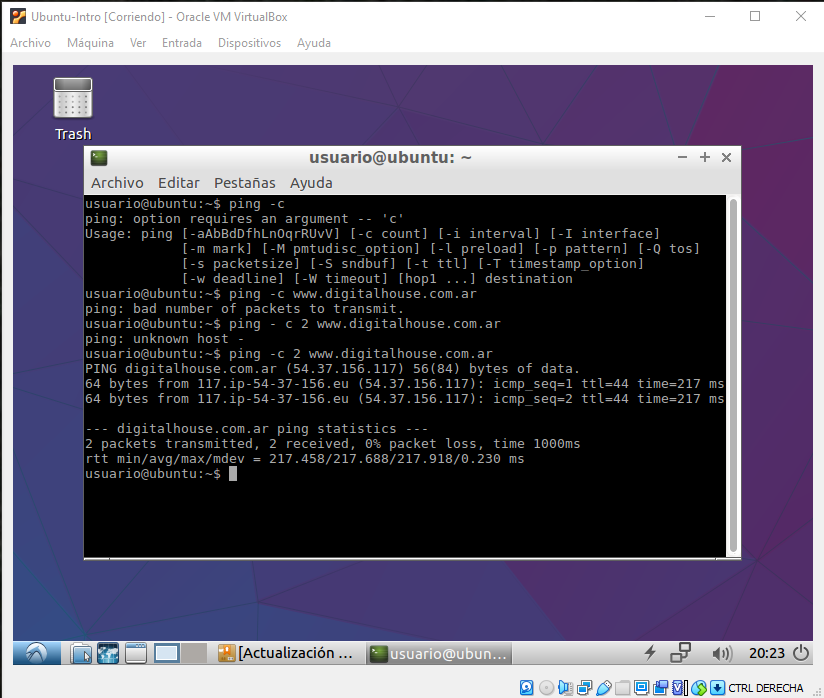 Ubuntu-Intro [Corriendo] - Oracle VM VirtualBox
Archivo Máquina Ver Entrada Dispositivos Ayuda
Trash
usuario@ubuntu: ~
Archivo Editar Pestañas Ayuda
usuario@ubuntu:~$ ping -c
ping: option requires an argument -- 'c'
Usage: ping [-aAbBdDfhLnOqrRUvV] [-c count] [-i interval] [-I interface]
[-m mark] [-M pmtudisc_option] [-l preload] [-p pattern] [-Q tos]
[-s packetsize] [-S sndbuf] [-t ttl] [-T timestamp_option]
[-w deadline] [-W timeout] [hop1 ...] destination
usuario@ubuntu:~$ ping -c www.digitalhouse.com.ar
ping: bad number of packets to transmit.
usuario@ubuntu:~$ ping - c 2 www.digitalhouse.com.ar
ping: unknown host -
usuario@ubuntu:~$ ping -c 2 www.digitalhouse.com.ar
PING digitalhouse.com.ar (54.37.156.117) 56(84) bytes of data.
64 bytes from 117.ip-54-37-156.eu (54.37.156.117): icmp_seq=1 ttl=44 time=217 ms
64 bytes from 117.ip-54-37-156.eu (54.37.156.117): icmp_seq=2 ttl=44 time=217 ms
--- digitalhouse.com.ar ping statistics ---
2 packets transmitted, 2 received, 0% packet loss, time 1000ms
rtt min/avg/max/mdev = 217.458/217.688/217.918/0.230 ms
usuario@ubuntu:~$
[Actualización ... usuario@ubun... 20:23
CTRL DERECHA